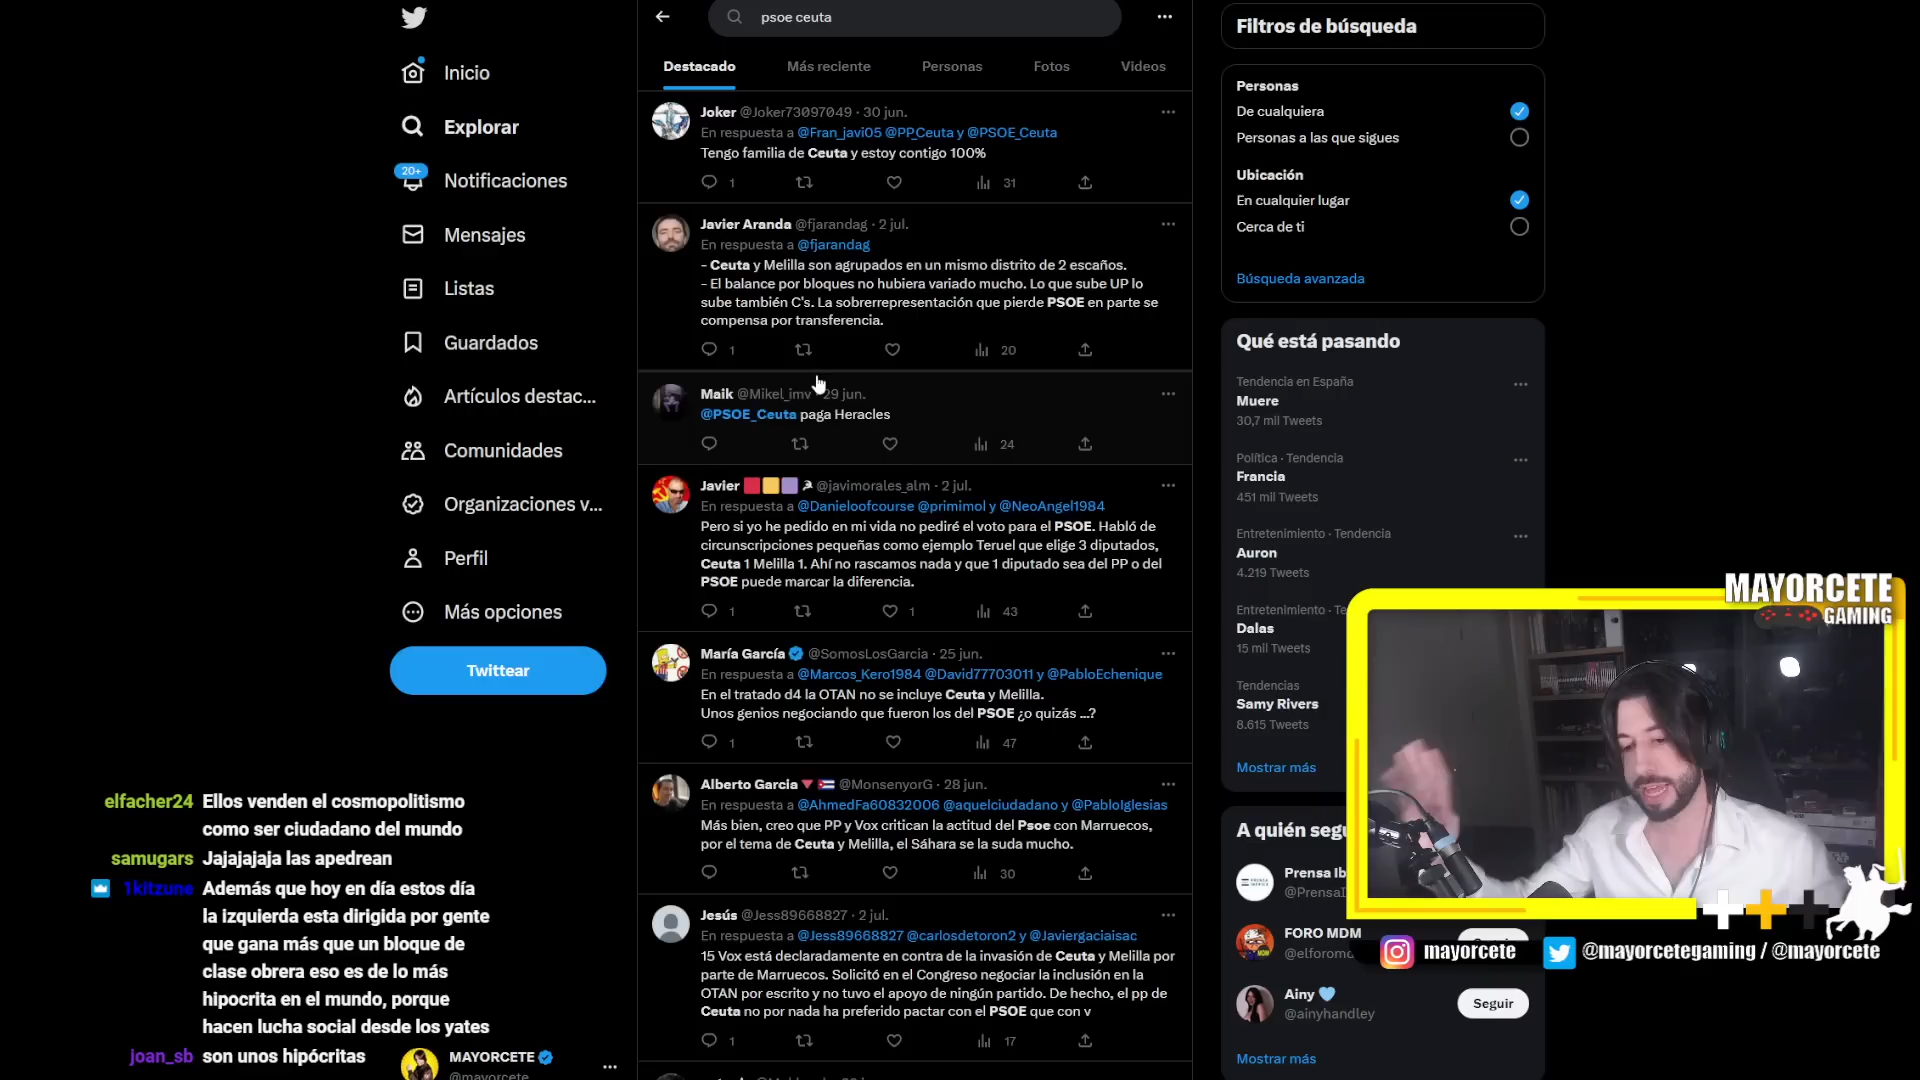 Inicio
Explorar
20+
Notificaciones
Mensajes
Listas
Guardados
Artículos destac...
Comunidades
Organizaciones v...
Perfil
Más opciones
Twittear
elfacher24 Ellos venden el cosmopolitismo
como ser ciudadano del mundo
samugars Jajajajaja las apedrean
1kitzune Además que hoy en día estos día
la izquierda esta dirigida por gente
que gana más que un bloque de
clase obrera eso es de lo más
hipocrita en el mundo, porque
hacen lucha social desde los yates
joan_sb son unos hipócritas
MAYORCETE
@mayorcete
psoe ceuta
Destacado Más reciente Personas Fotos Videos
Joker @Joker73097049 · 30 jun.
En respuesta a @Fran_javi05 @PP_Ceuta y @PSOE_Ceuta
Tengo familia de Ceuta y estoy contigo 100%
1 31
Javier Aranda @fjarandag · 2 jul.
En respuesta a @fjarandag
- Ceuta y Melilla son agrupados en un mismo distrito de 2 escaños.
- El balance por bloques no hubiera variado mucho. Lo que sube UP lo
sube también C's. La sobrerrepresentación que pierde PSOE en parte se
compensa por transferencia.
1 20
Maik @Mikel_imv · 29 jun.
@PSOE_Ceuta paga Heracles
24
Javier @javimorales_alm · 2 jul.
En respuesta a @Danieloofcourse @primimol y @NeoAngel1984
Pero si yo he pedido en mi vida no pediré el voto para el PSOE. Habló de
circunscripciones pequeñas como ejemplo Teruel que elige 3 diputados,
Ceuta 1 Melilla 1. Ahí no rascamos nada y que 1 diputado sea del PP o del
PSOE puede marcar la diferencia.
1 1 43
María García @SomosLosGarcia · 25 jun.
En respuesta a @Marcos_Kero1984 @David77703011 y @PabloEchenique
En el tratado d4 la OTAN no se incluye Ceuta y Melilla.
Unos genios negociando que fueron los del PSOE ¿o quizás ...?
1 47
Alberto Garcia @MonsenyorG · 28 jun.
En respuesta a @AhmedFa60832006 @aquelciudadano y @PabloIglesias
Más bien, creo que PP y Vox critican la actitud del Psoe con Marruecos,
por el tema de Ceuta y Melilla, el Sáhara se la suda mucho.
30
Jesús @Jess89668827 · 2 jul.
En respuesta a @Jess89668827 @carlosdetoron2 y @Javiergaciaisac
15 Vox está declaradamente en contra de la invasión de Ceuta y Melilla por
parte de Marruecos. Solicitó en el Congreso negociar la inclusión en la
OTAN por escrito y no tuvo el apoyo de ningún partido. De hecho, el pp de
Ceuta no por nada ha preferido pactar con el PSOE que con v
1 17
Filtros de búsqueda
Personas
De cualquiera
Personas a las que sigues
Ubicación
En cualquier lugar
Cerca de ti
Búsqueda avanzada
Qué está pasando
Tendencia en España
Muere
30,7 mil Tweets
Política · Tendencia
Francia
451 mil Tweets
Entretenimiento · Tendencia
Auron
4.219 Tweets
Entretenimiento · Te
Dalas
15 mil Tweets
Tendencias
Samy Rivers
8.615 Tweets
Mostrar más
A quién segu
Prensa Ib
@PrensaI
FORO MDM
@elforomd
Ainy
@ainyhandley
Seguir
Mostrar más
MAYORCETE
GAMING
mayorcete
@mayorcetegaming / @mayorcete